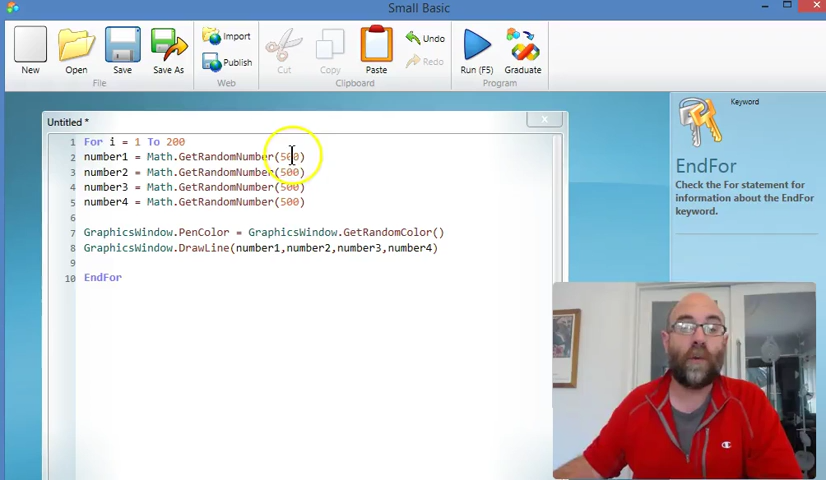 Small Basic
New
Open
Save
Save As
File
Import
Publish
Web
Cut
Copy
Paste
Clipboard
Undo
Redo
Run (F5)
Graduate
Program
Untitled *
x
1 For i = 1 To 200
2 number1 = Math.GetRandomNumber(500)
3 number2 = Math.GetRandomNumber(500)
4 number3 = Math.GetRandomNumber(500)
5 number4 = Math.GetRandomNumber(500)
6
7 GraphicsWindow.PenColor = GraphicsWindow.GetRandomColor()
8 GraphicsWindow.DrawLine(number1,number2,number3,number4)
9
10 EndFor
Keyword
EndFor
Check the For statement for
information about the EndFor
keyword.